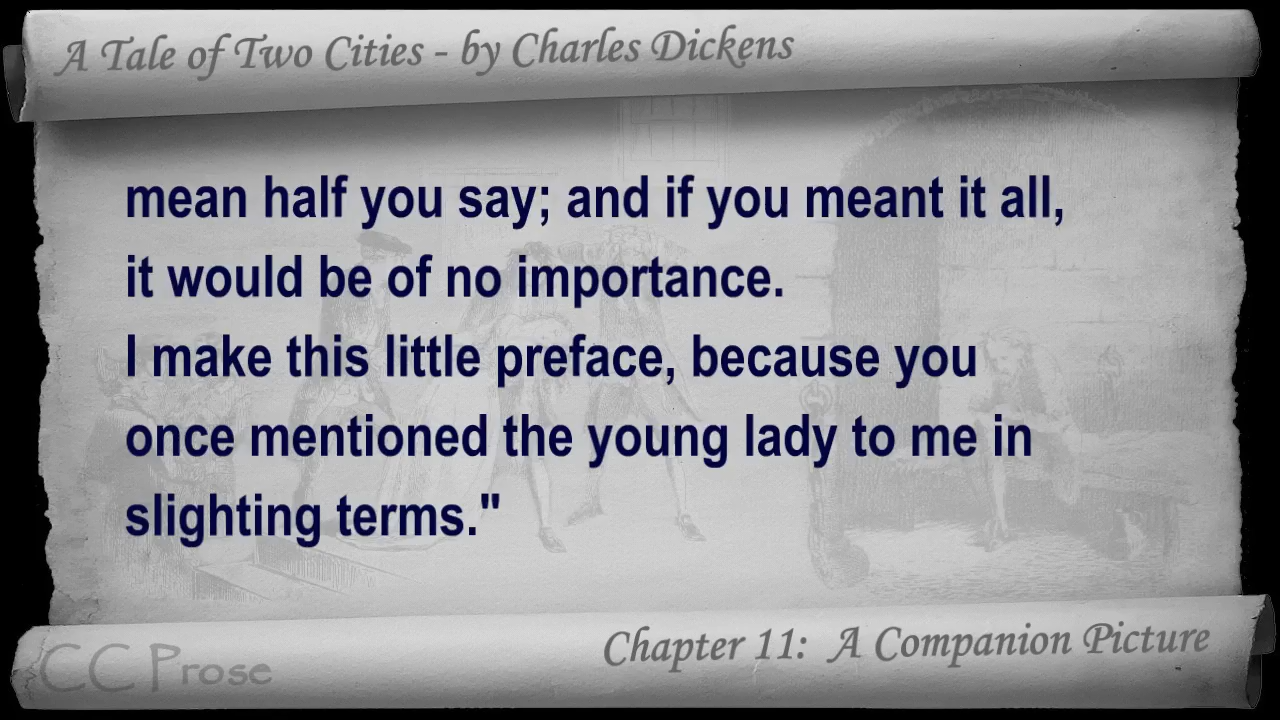 A Tale of Two Cities - by Charles Dickens
mean half you say; and if you meant it all,
it would be of no importance.
I make this little preface, because you
once mentioned the young lady to me in
slighting terms."
Chapter 11: A Companion Picture
CC Prose